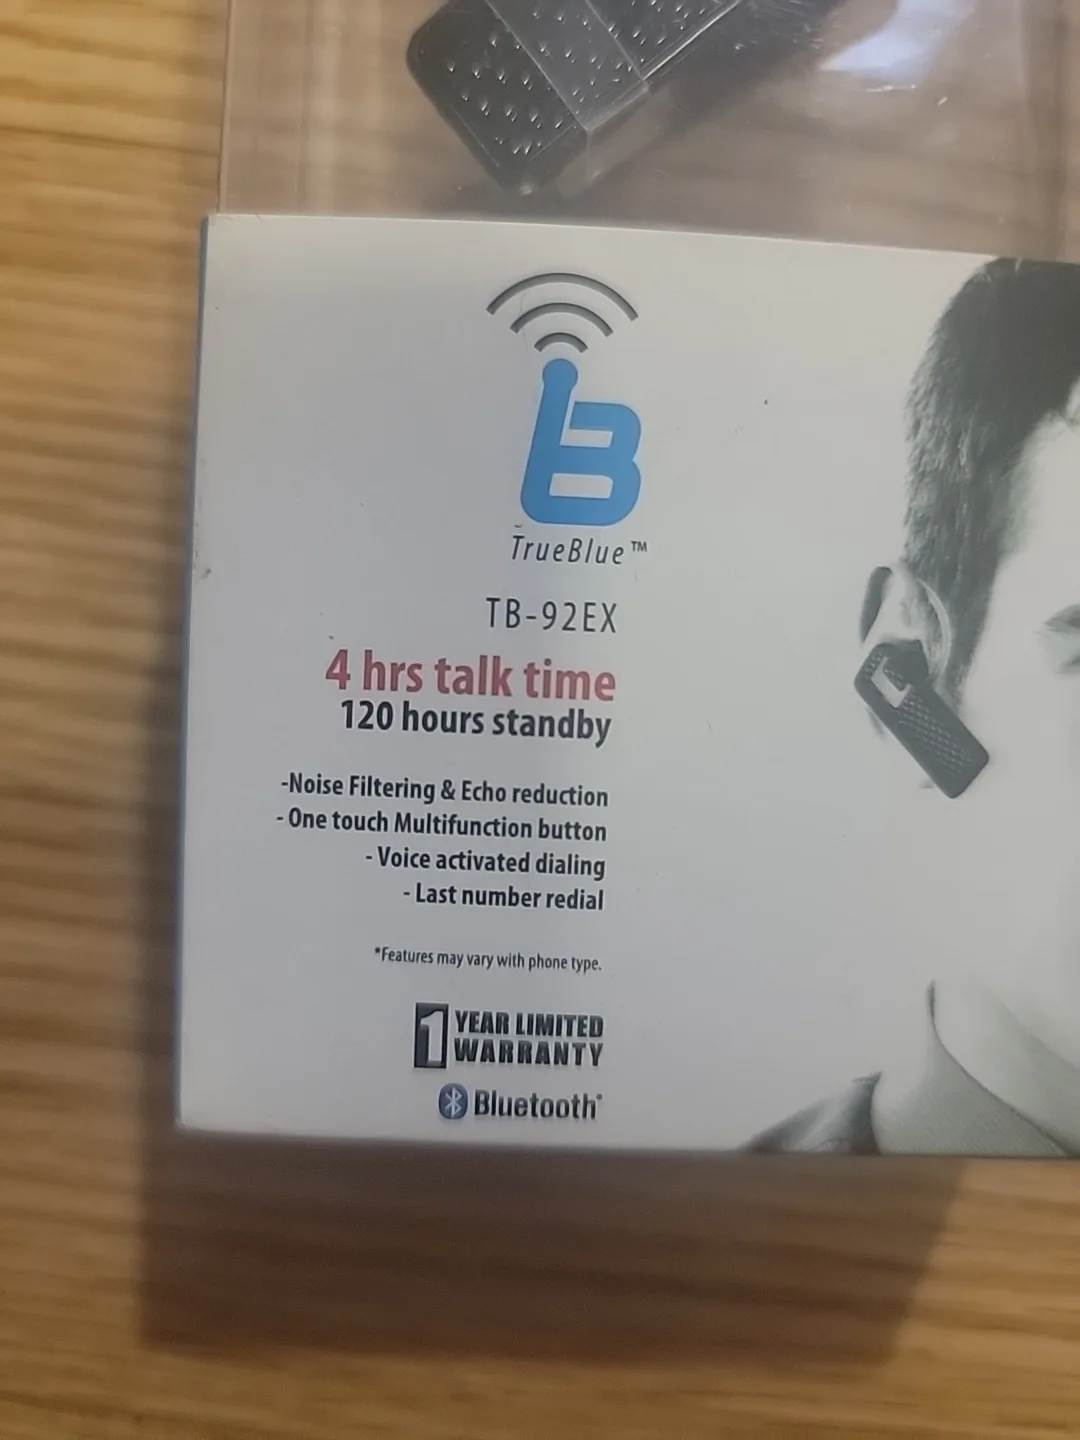 TrueBlue™
TB-92EX
4 hrs talk time
120 hours standby
-Noise Filtering & Echo reduction
- One touch Multifunction button
- Voice activated dialing
- Last number redial
*Features may vary with phone type.
1 YEAR LIMITED
WARRANTY
Bluetooth®